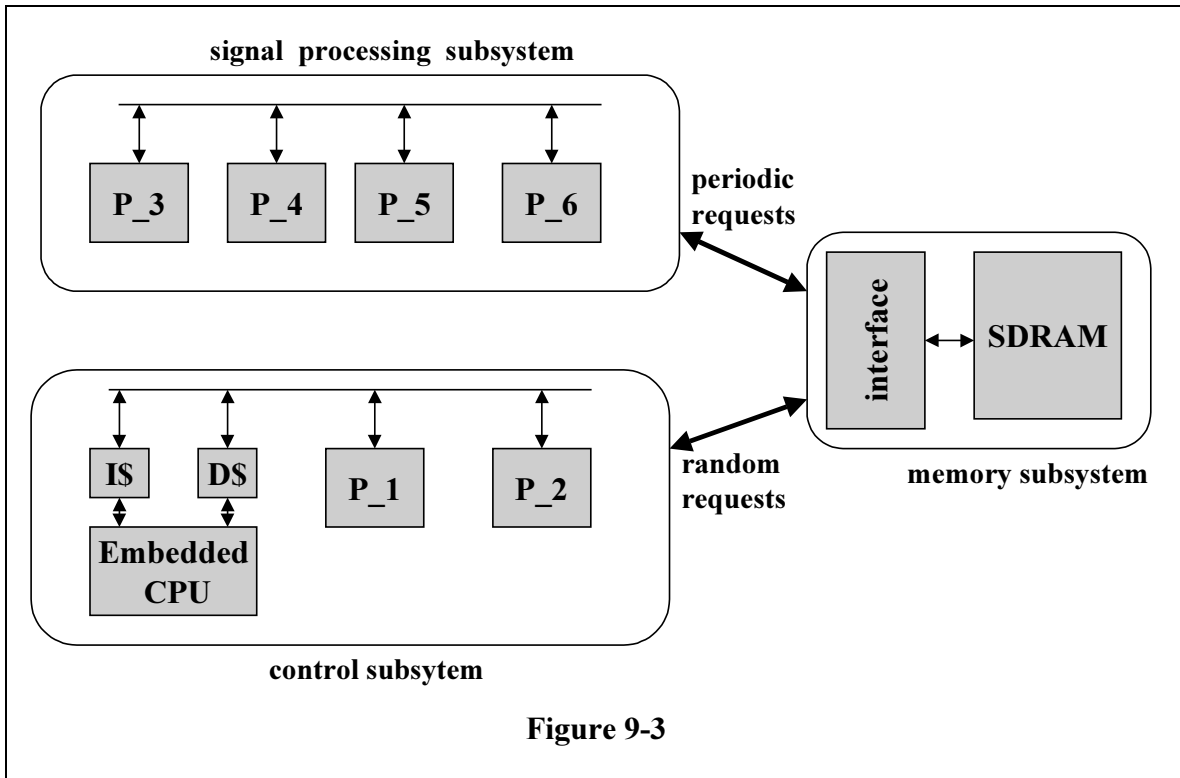 signal processing subsystem
P_3
P_4
P_5
P_6
periodic
requests
interface
SDRAM
memory subsystem
random
requests
I$
D$
P_1
P_2
Embedded
CPU
control subsytem
Figure 9-3